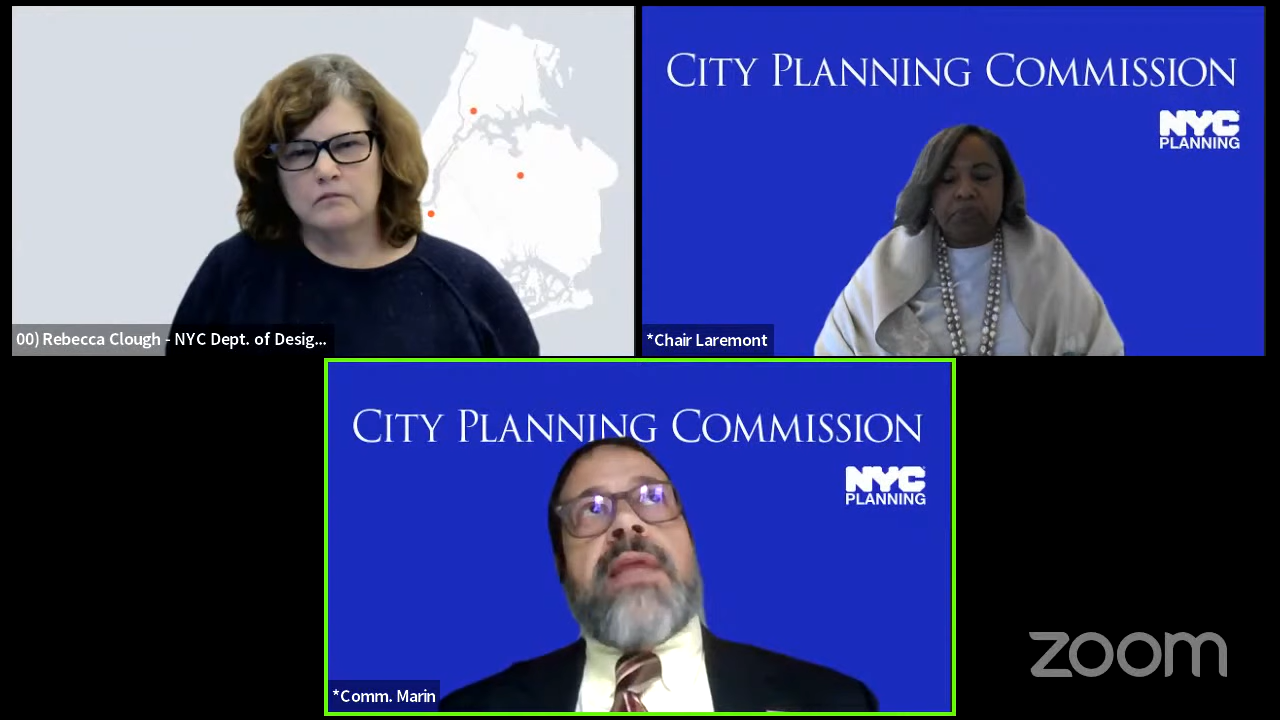 CITY PLANNING COMMISSION
NYC
PLANNING
00) Rebecca Clough - NYC Dept. of Desig...
*Chair Laremont
CITY PLANNING COMMISSION
NYC
PLANNING
*Comm. Marin
zoom